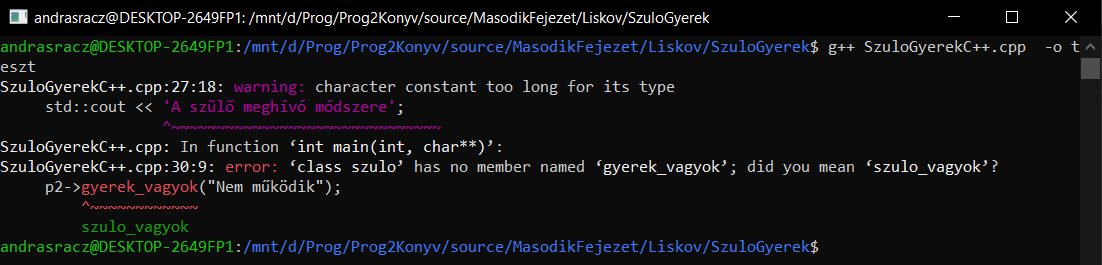 andrasracz@DESKTOP-2649FP1: /mnt/d/Prog/Prog2Konyv/source/MasodikFejezet/Liskov/SzuloGyerek
andrasracz@DESKTOP-2649FP1:/mnt/d/Prog/Prog2Konyv/source/MasodikFejezet/Liskov/SzuloGyerek$ g++ SzuloGyerekC++.cpp  -o t
eszt
SzuloGyerekC++.cpp:27:18: warning: character constant too long for its type
     std::cout << 'A szülő meghívó módszere';
                  ^~~~~~~~~~~~~~~~~~~~~~~~~~~~~~~
SzuloGyerekC++.cpp: In function ‘int main(int, char**)’:
SzuloGyerekC++.cpp:30:9: error: ‘class szulo’ has no member named ‘gyerek_vagyok’; did you mean ‘szulo_vagyok’?
     p2->gyerek_vagyok("Nem működik");
         ^~~~~~~~~~~~~
         szulo_vagyok
andrasracz@DESKTOP-2649FP1:/mnt/d/Prog/Prog2Konyv/source/MasodikFejezet/Liskov/SzuloGyerek$